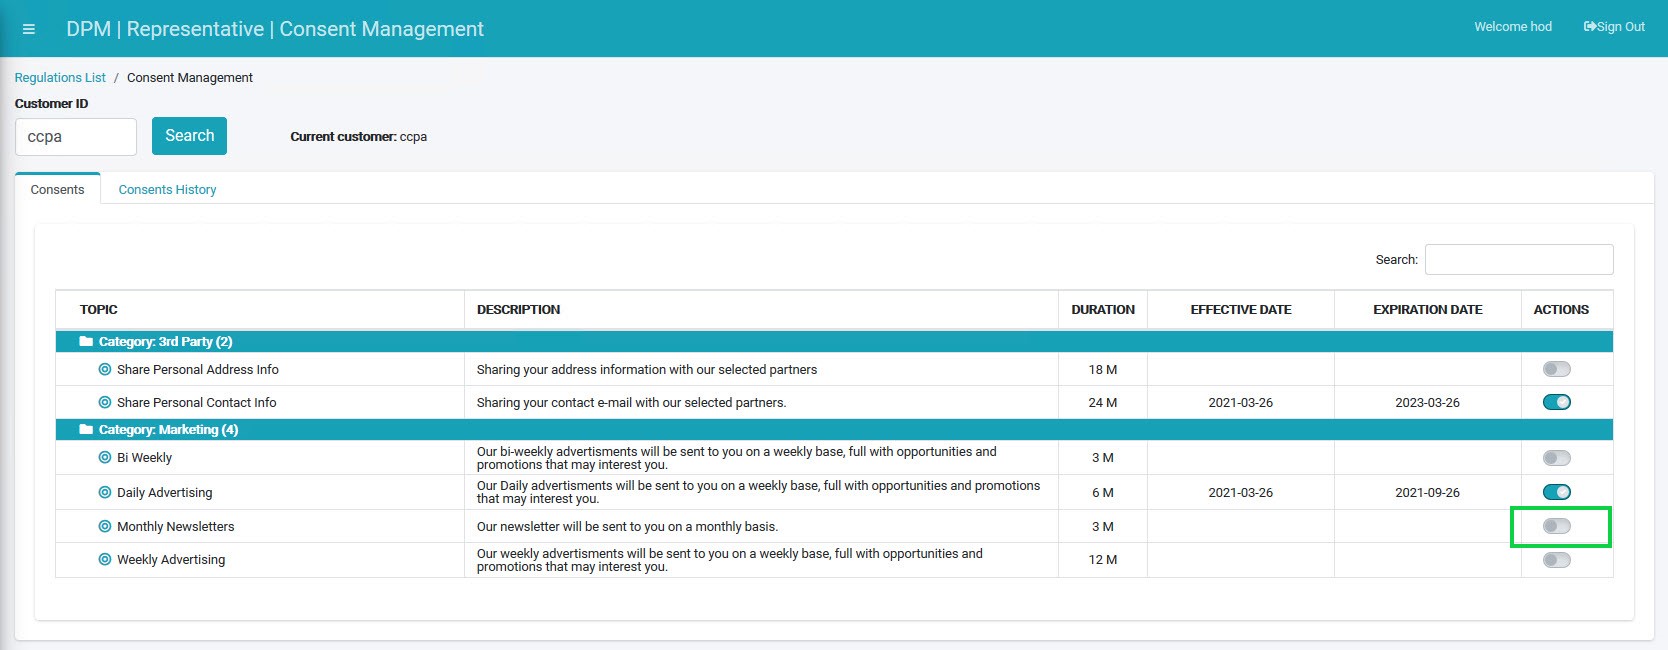 DPM | Representative | Consent Management
Welcome hod
Sign Out
Regulations List / Consent Management
Customer ID
ccpa
Search
Current customer: ccpa
Consents
Consents History
Search:
TOPIC DESCRIPTION DURATION EFFECTIVE DATE EXPIRATION DATE ACTIONS
Category: 3rd Party (2)
Share Personal Address Info Sharing your address information with our selected partners 18 M
Share Personal Contact Info Sharing your contact e-mail with our selected partners. 24 M 2021-03-26 2023-03-26
Category: Marketing (4)
Bi Weekly Our bi-weekly advertisments will be sent to you on a weekly base, full with opportunities and
promotions that may interest you. 3 M
Daily Advertising Our Daily advertisments will be sent to you on a weekly base, full with opportunities and promotions
that may interest you. 6 M 2021-03-26 2021-09-26
Monthly Newsletters Our newsletter will be sent to you on a monthly basis. 3 M
Weekly Advertising Our weekly advertisments will be sent to you on a weekly base, full with opportunities and
promotions that may interest you. 12 M